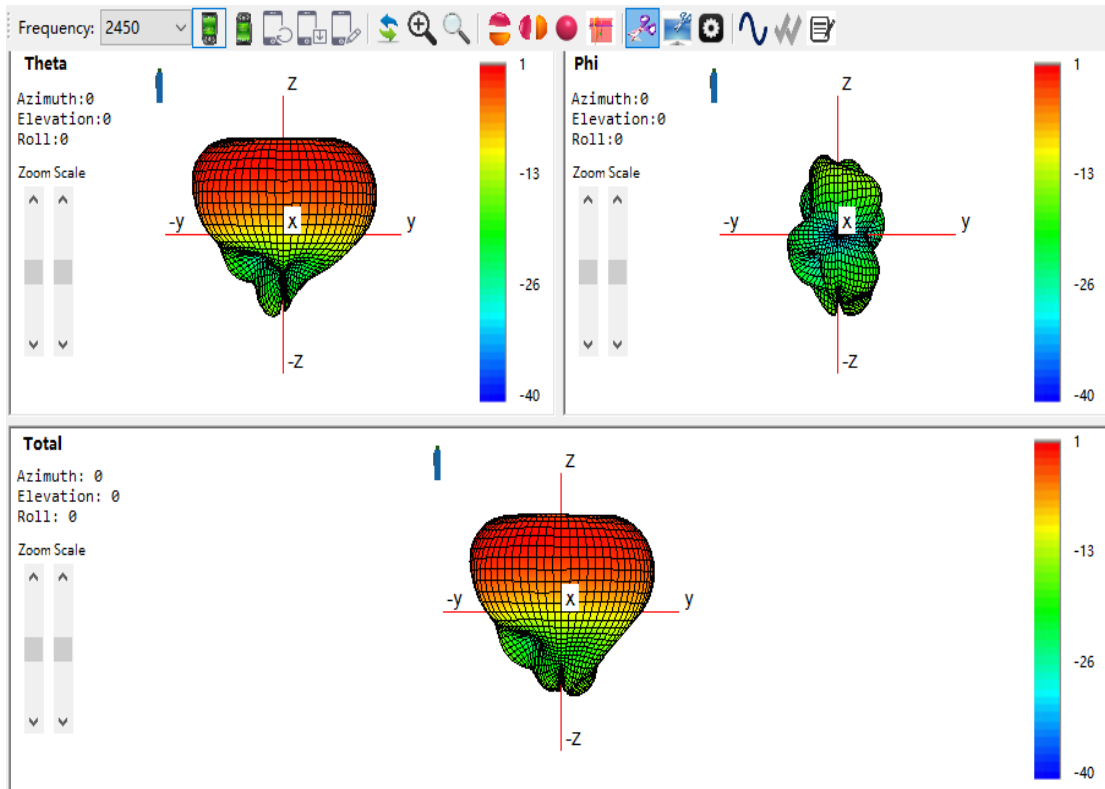 Frequency: 2450
Theta
Azimuth:0
Elevation:0
Roll:0
Zoom Scale
Z
-y
X
y
-Z
1
-13
-26
-40
Phi
Azimuth:0
Elevation:0
Roll:0
Zoom Scale
Z
-y
X
y
-Z
1
-13
-26
-40
Total
Azimuth: 0
Elevation: 0
Roll: 0
Zoom Scale
Z
-y
X
y
-Z
1
-13
-26
-40